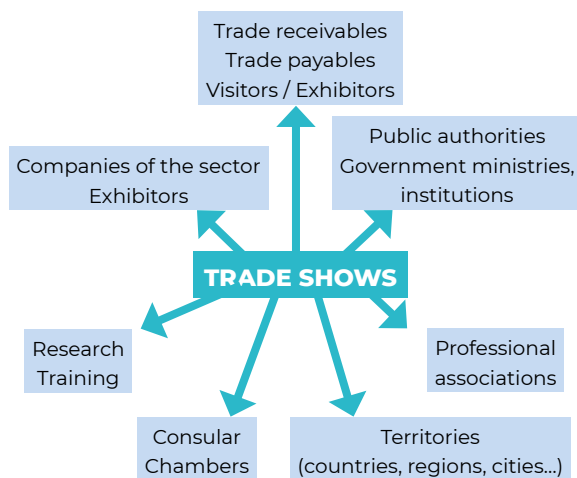 Trade receivables
Trade payables
Visitors / Exhibitors
Public authorities
Government ministries,
institutions
Companies of the sector
Exhibitors
TRADE SHOWS
Research
Training
Professional
associations
Consular
Chambers
Territories
(countries, regions, cities...)